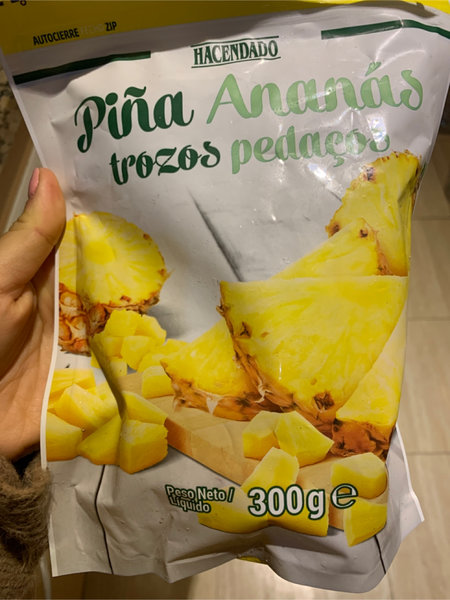 AUTOCIERRE ZIP
HACENDADO
Piña Ananás
trozos pedaços
Peso Neto/
Líquido
300g e